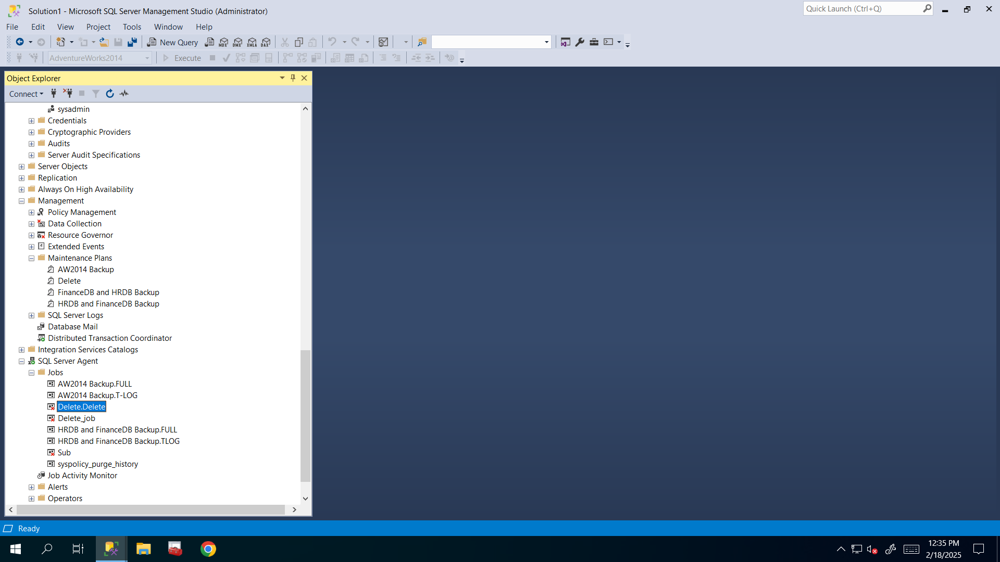 Solution1 - Microsoft SQL Server Management Studio (Administrator)
Quick Launch (Ctrl+Q)
File Edit View Project Tools Window Help
New Query MDX DMX XMLA DAX
AdventureWorks2014 Execute
Object Explorer
Connect
sysadmin
Credentials
Cryptographic Providers
Audits
Server Audit Specifications
Server Objects
Replication
Always On High Availability
Management
Policy Management
Data Collection
Resource Governor
Extended Events
Maintenance Plans
AW2014 Backup
Delete
FinanceDB and HRDB Backup
HRDB and FinanceDB Backup
SQL Server Logs
Database Mail
Distributed Transaction Coordinator
Integration Services Catalogs
SQL Server Agent
Jobs
AW2014 Backup.FULL
AW2014 Backup.T-LOG
Delete.Delete
Delete_job
HRDB and FinanceDB Backup.FULL
HRDB and FinanceDB Backup.TLOG
Sub
syspolicy_purge_history
Job Activity Monitor
Alerts
Operators
Ready
12:35 PM
2/18/2025